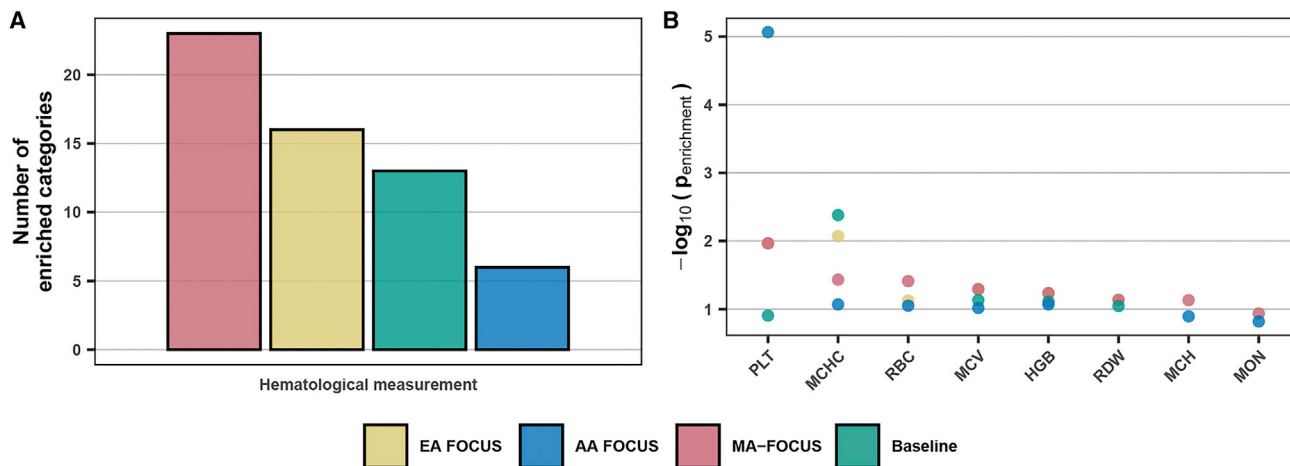 A
Number of
enriched categories
20
15
10
5
0
Hematological measurement
B
−log10 ( penrichment)
5
4
3
2
1
PLT
MCHC
RBC
MCV
HGB
RDW
MCH
MON
EA FOCUS
AA FOCUS
MA−FOCUS
Baseline